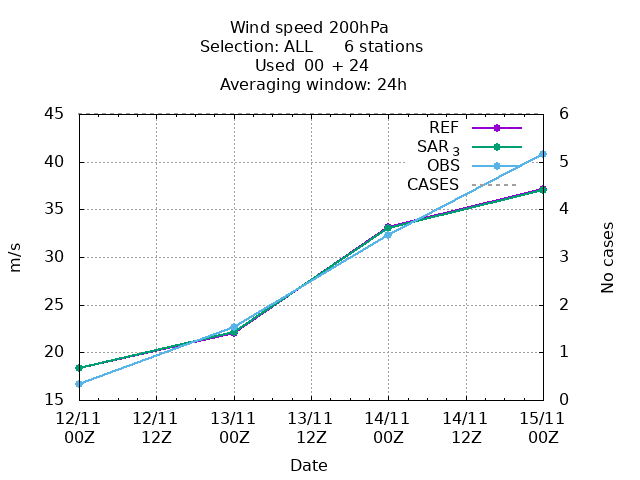 Wind speed 200hPa
Selection: ALL 6 stations
Used 00 + 24
Averaging window: 24h
45 6
REF
SAR 3
40 5
OBS
CASES
35 4
30 3
25 2
20 1
15 0
m/s
No cases
12/11 12/11 13/11 13/11 14/11 14/11 15/11
00Z 12Z 00Z 12Z 00Z 12Z 00Z
Date